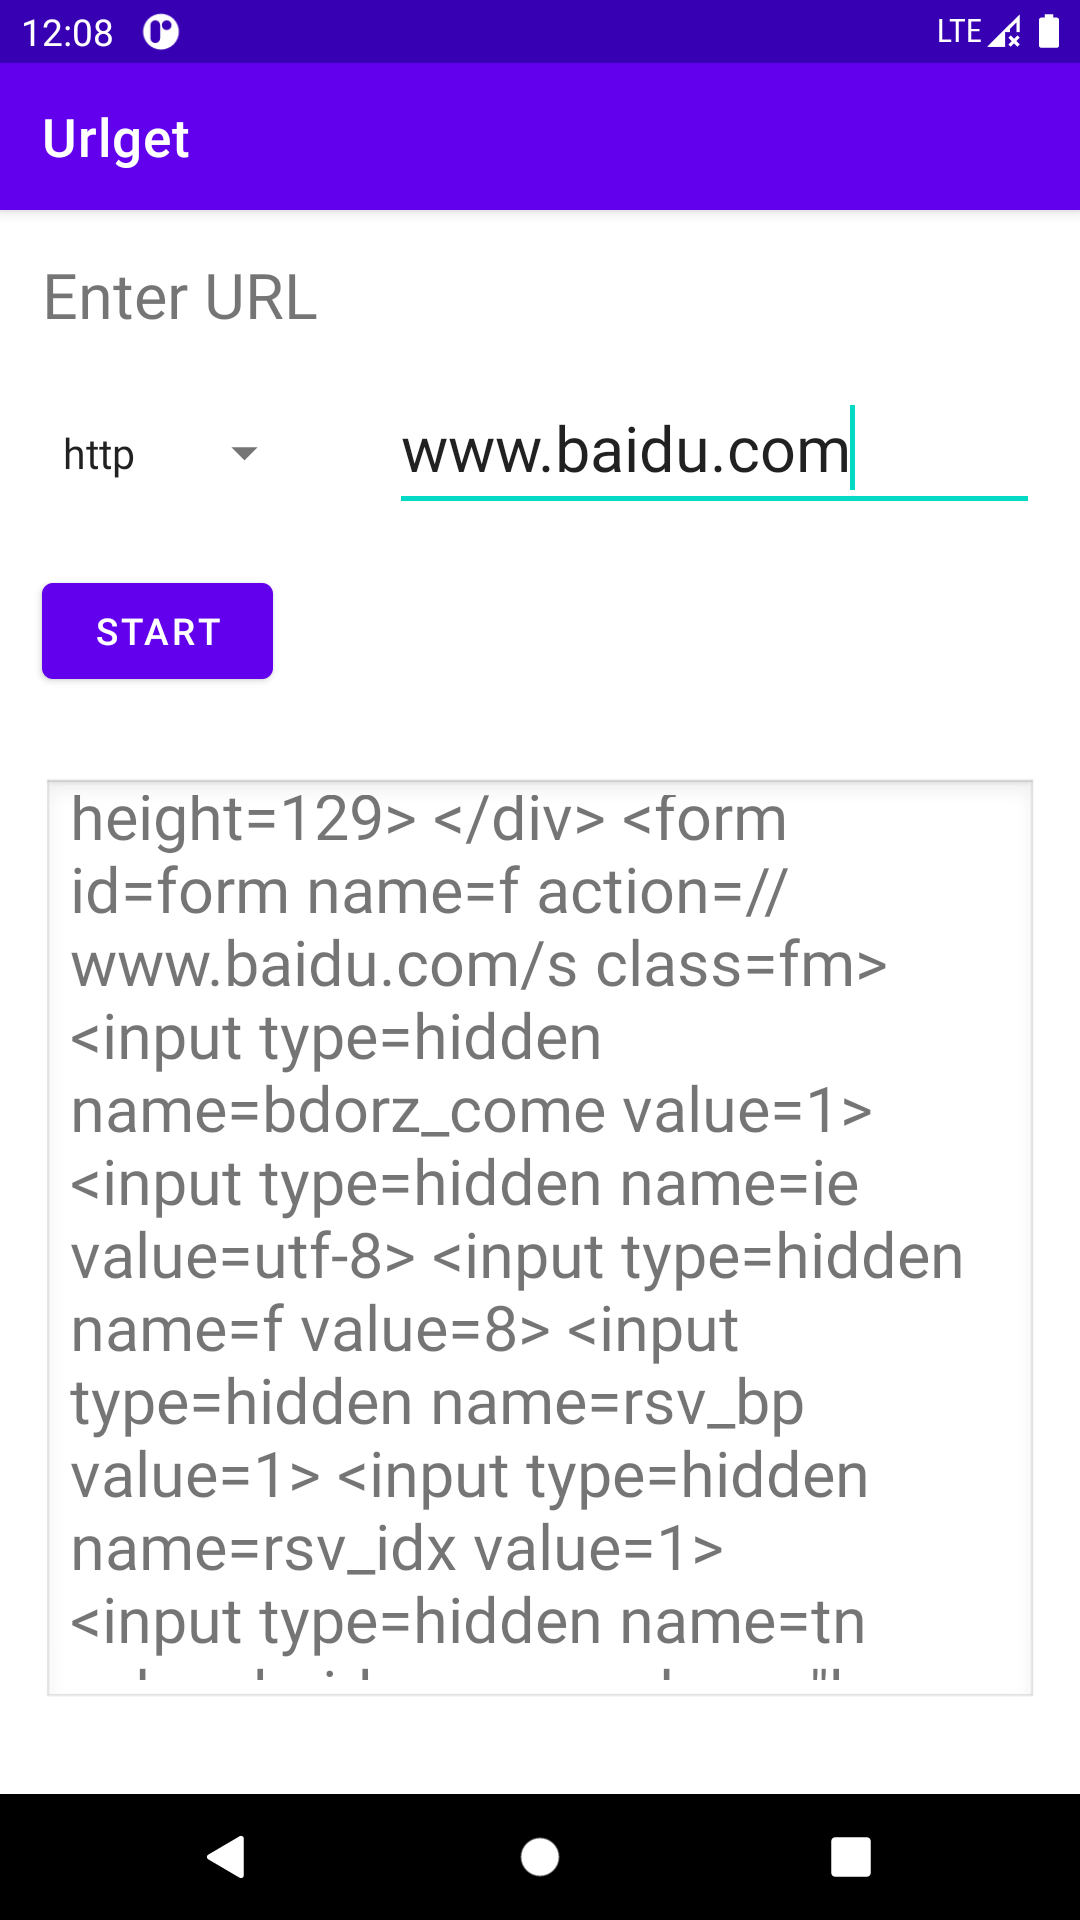 12:08
LTE
Urlget
Enter URL
http
www.baidu.com
START
height=129> </div> <form
id=form name=f action=//
www.baidu.com/s class=fm>
<input type=hidden
name=bdorz_come value=1>
<input type=hidden name=ie
value=utf-8> <input type=hidden
name=f value=8> <input
type=hidden name=rsv_bp
value=1> <input type=hidden
name=rsv_idx value=1>
<input type=hidden name=tn